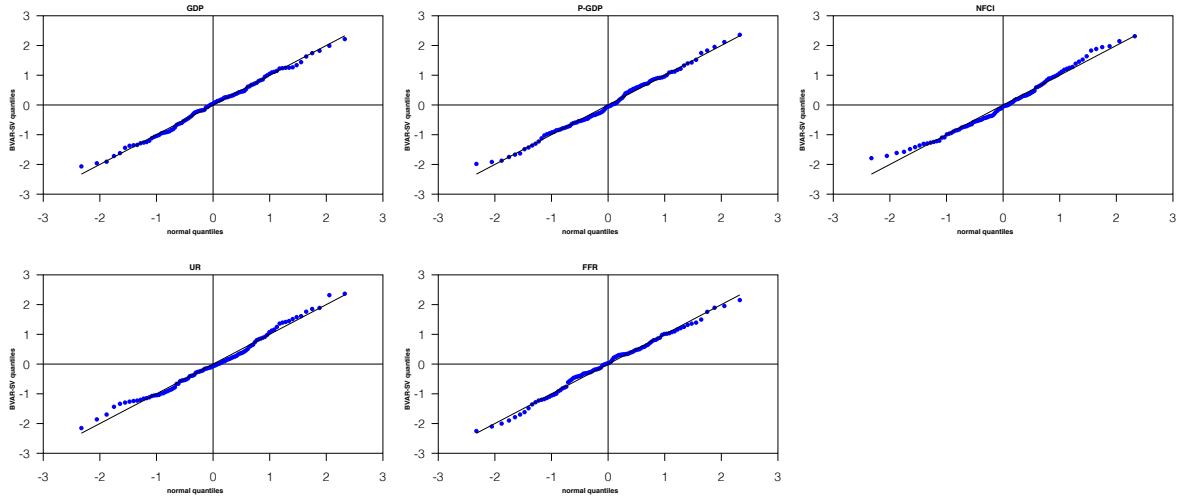 GDP
P-GDP
NFCI
3
2
1
0
-1
-2
-3
BVAR-SV quantiles
-3 -2 -1 0 1 2 3
normal quantiles
3
2
1
0
-1
-2
-3
BVAR-SV quantiles
-3 -2 -1 0 1 2 3
normal quantiles
3
2
1
0
-1
-2
-3
BVAR-SV quantiles
-3 -2 -1 0 1 2 3
normal quantiles
UR
FFR
3
2
1
0
-1
-2
-3
BVAR-SV quantiles
-3 -2 -1 0 1 2 3
normal quantiles
3
2
1
0
-1
-2
-3
BVAR-SV quantiles
-3 -2 -1 0 1 2 3
normal quantiles